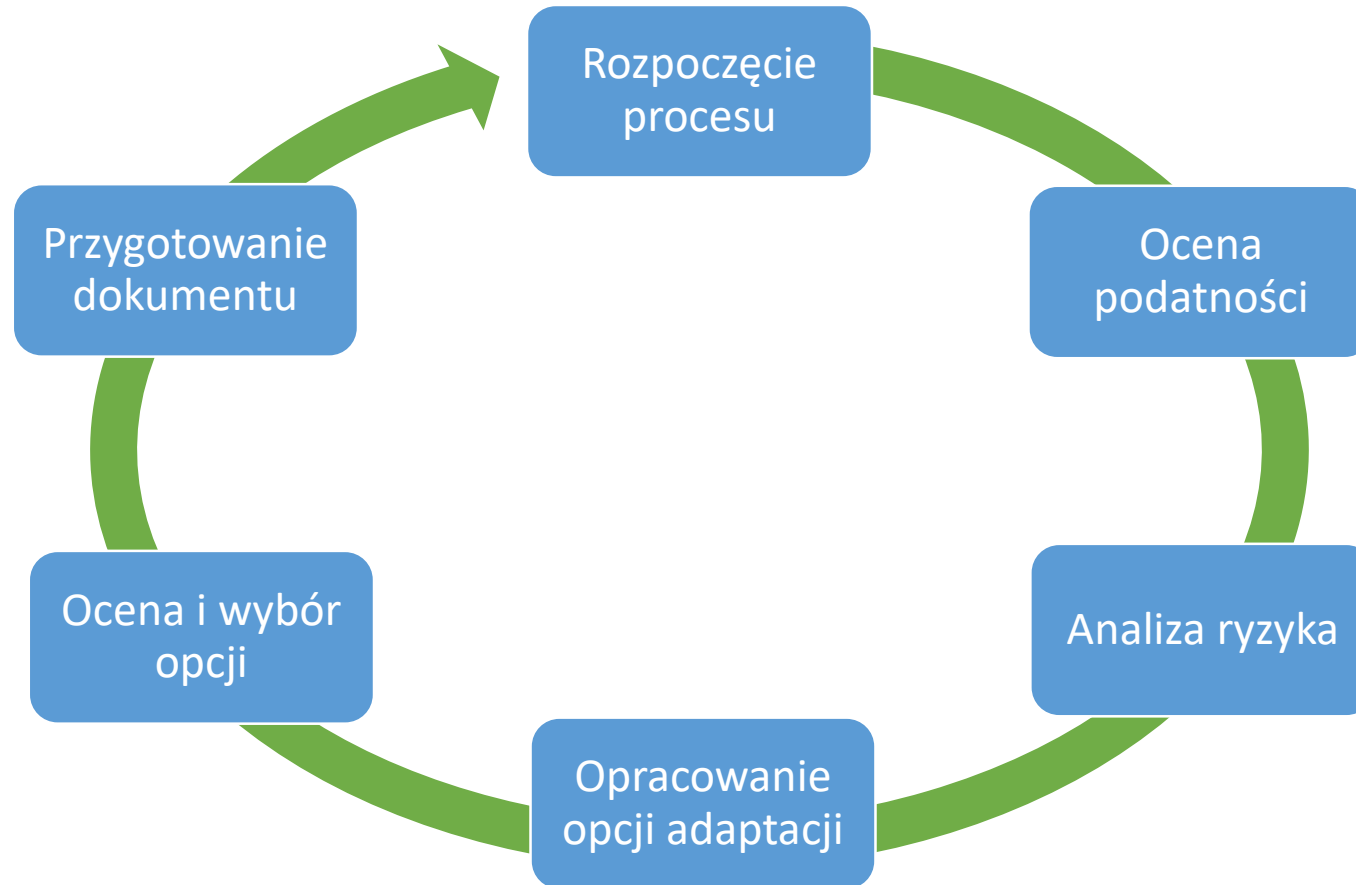 Rozpoczęcie
procesu
Ocena
podatności
Analiza ryzyka
Opracowanie
opcji adaptacji
Ocena i wybór
opcji
Przygotowanie
dokumentu